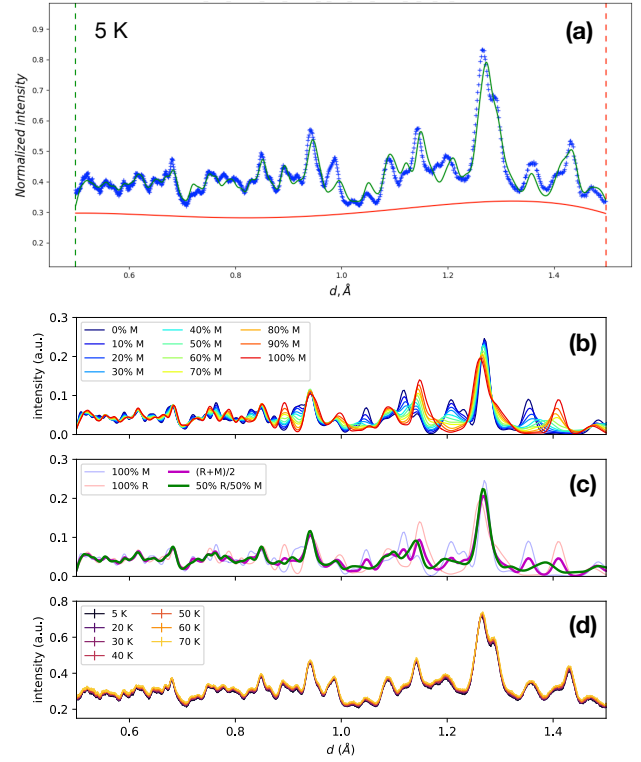 5 K
(a)
Normalized intensity
0.9
0.8
0.7
0.6
0.5
0.4
0.3
0.2
0.6
0.8
1.0
1.2
1.4
d, Å
(b)
intensity (a.u.)
0.3
0.2
0.1
0.0
0% M
10% M
20% M
30% M
40% M
50% M
60% M
70% M
80% M
90% M
100% M
(c)
intensity (a.u.)
0.3
0.2
0.1
0.0
100% M
100% R
(R+M)/2
50% R/50% M
(d)
intensity (a.u.)
0.8
0.6
0.4
0.2
5 K
20 K
30 K
40 K
50 K
60 K
70 K
0.6
0.8
1.0
1.2
1.4
d (Å)